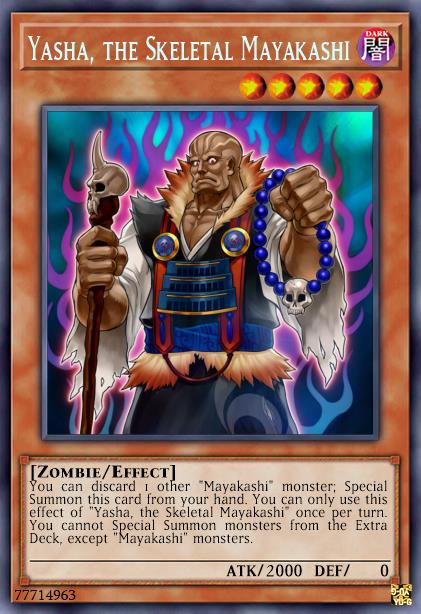 Yasha, the Skeletal Mayakashi
DARK
闇
[Zombie/Effect]
You can discard 1 other "Mayakashi" monster; Special
Summon this card from your hand. You can only use this
effect of "Yasha, the Skeletal Mayakashi" once per turn.
You cannot Special Summon monsters from the Extra
Deck, except "Mayakashi" monsters.
ATK/2000 DEF/ 0
77714963